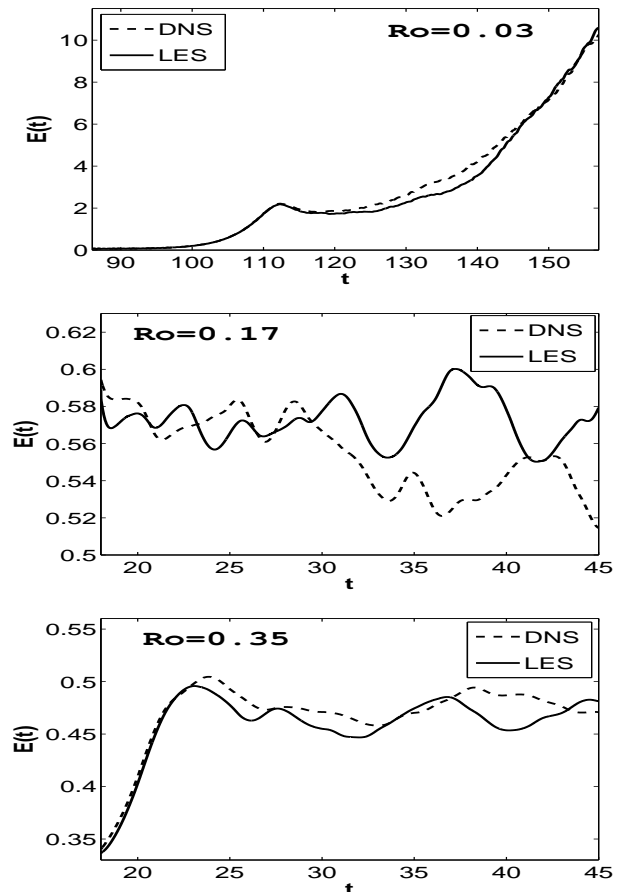 10
8
6
4
2
0
E(t)
DNS
LES
Ro=0.03
90 100 110 120 130 140 150
t
0.62
0.6
0.58
0.56
0.54
0.52
0.5
E(t)
Ro=0.17
DNS
LES
20 25 30 35 40 45
t
0.55
0.5
0.45
0.4
0.35
E(t)
Ro=0.35
DNS
LES
20 25 30 35 40 45
t